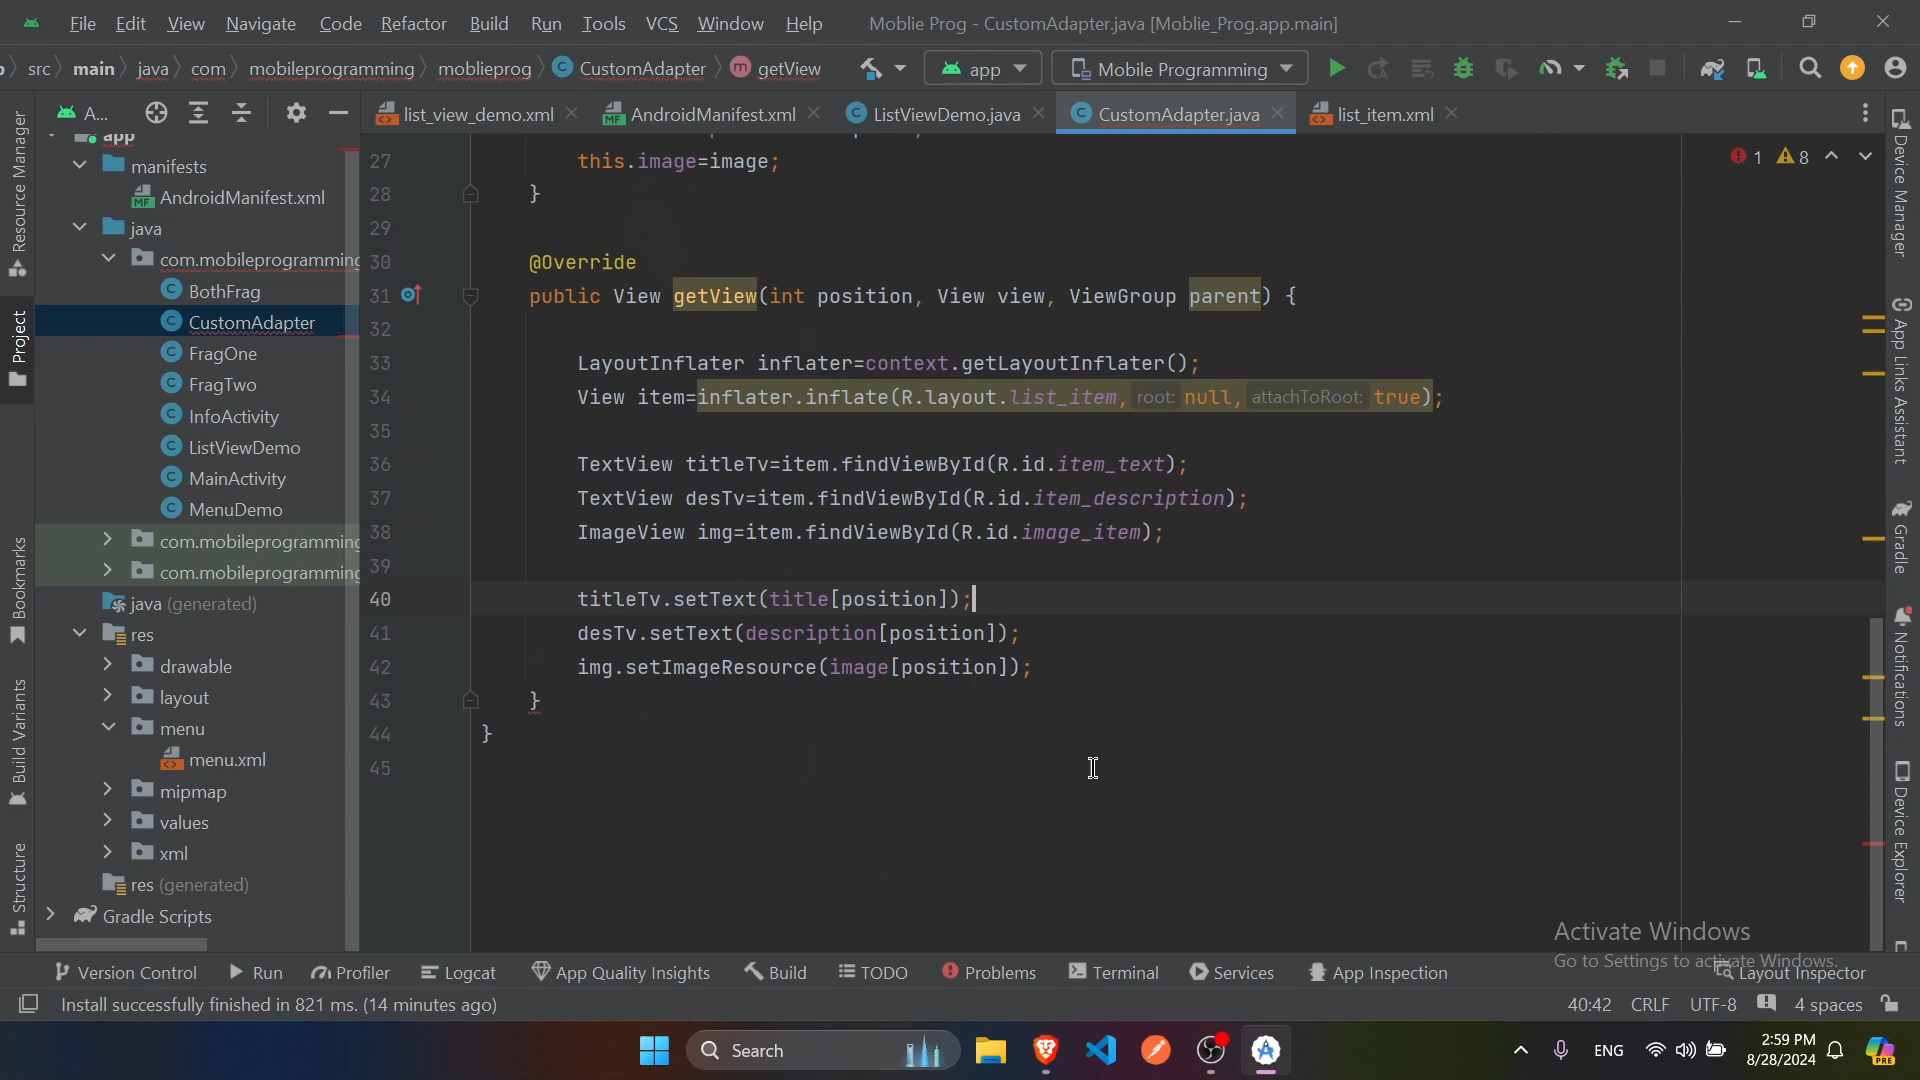 File Edit View Navigate Code Refactor Build Run Tools VCS Window Help Moblie Prog - CustomAdapter.java [Moblie_Prog.app.main]
src main java com mobileprogramming moblieprog CustomAdapter getView app Mobile Programming
A... list_view_demo.xml AndroidManifest.xml ListViewDemo.java CustomAdapter.java list_item.xml
Resource Manager
Project
Bookmarks
Build Variants
Structure
app
manifests
AndroidManifest.xml
java
com.mobileprogramming
BothFrag
CustomAdapter
FragOne
FragTwo
InfoActivity
ListViewDemo
MainActivity
MenuDemo
com.mobileprogramming
com.mobileprogramming
java (generated)
res
drawable
layout
menu
menu.xml
mipmap
values
xml
res (generated)
Gradle Scripts
1 8
27 this.image=image;
28 }
29
30 @Override
31 public View getView(int position, View view, ViewGroup parent) {
32
33 LayoutInflater inflater=context.getLayoutInflater();
34 View item=inflater.inflate(R.layout.list_item, root: null, attachToRoot: true);
35
36 TextView titleTv=item.findViewById(R.id.item_text);
37 TextView desTv=item.findViewById(R.id.item_description);
38 ImageView img=item.findViewById(R.id.image_item);
39
40 titleTv.setText(title[position]);
41 desTv.setText(description[position]);
42 img.setImageResource(image[position]);
43 }
44 }
45
Device Manager
App Links Assistant
Gradle
Notifications
Device Explorer
Activate Windows
Go to Settings to activate Windows.
Version Control Run Profiler Logcat App Quality Insights Build TODO Problems Terminal Services App Inspection Layout Inspector
Install successfully finished in 821 ms. (14 minutes ago) 40:42 CRLF UTF-8 4 spaces
Search ENG 2:59 PM
8/28/2024
PRE